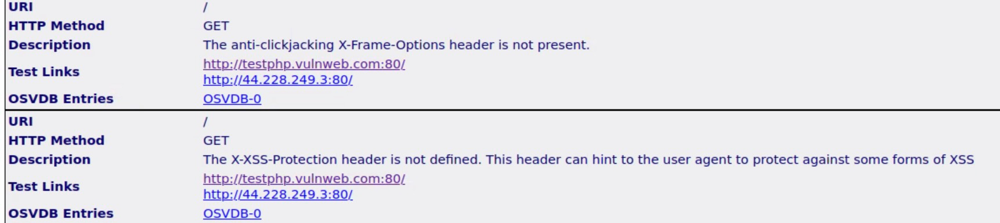 URI /
HTTP Method GET
Description The anti-clickjacking X-Frame-Options header is not present.
Test Links http://testphp.vulnweb.com:80/
http://44.228.249.3:80/
OSVDB Entries OSVDB-0
URI /
HTTP Method GET
Description The X-XSS-Protection header is not defined. This header can hint to the user agent to protect against some forms of XSS
Test Links http://testphp.vulnweb.com:80/
http://44.228.249.3:80/
OSVDB Entries OSVDB-0